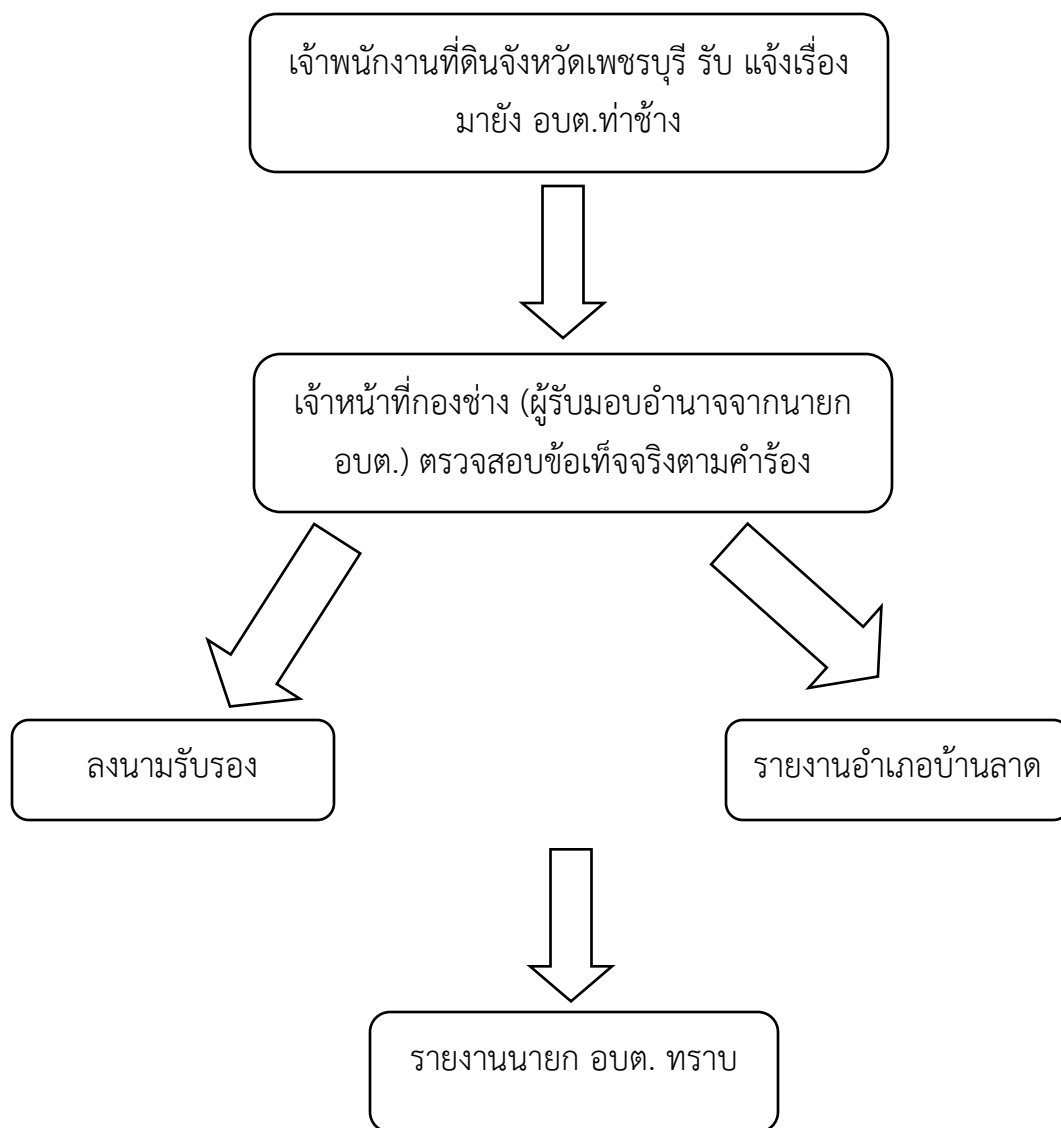 เจ้าพนักงานที่ดินจังหวัดเพชรบุรี รับ แจ้งเรื่อง
มายัง อบต.ท่าช้าง
เจ้าหน้าที่กองช่าง (ผู้รับมอบอำนาจจากนายก
อบต.) ตรวจสอบข้อเท็จจริงตามคำร้อง
ลงนามรับรอง
รายงานอำเภอบ้านลาด
รายงานนายก อบต. ทราบ